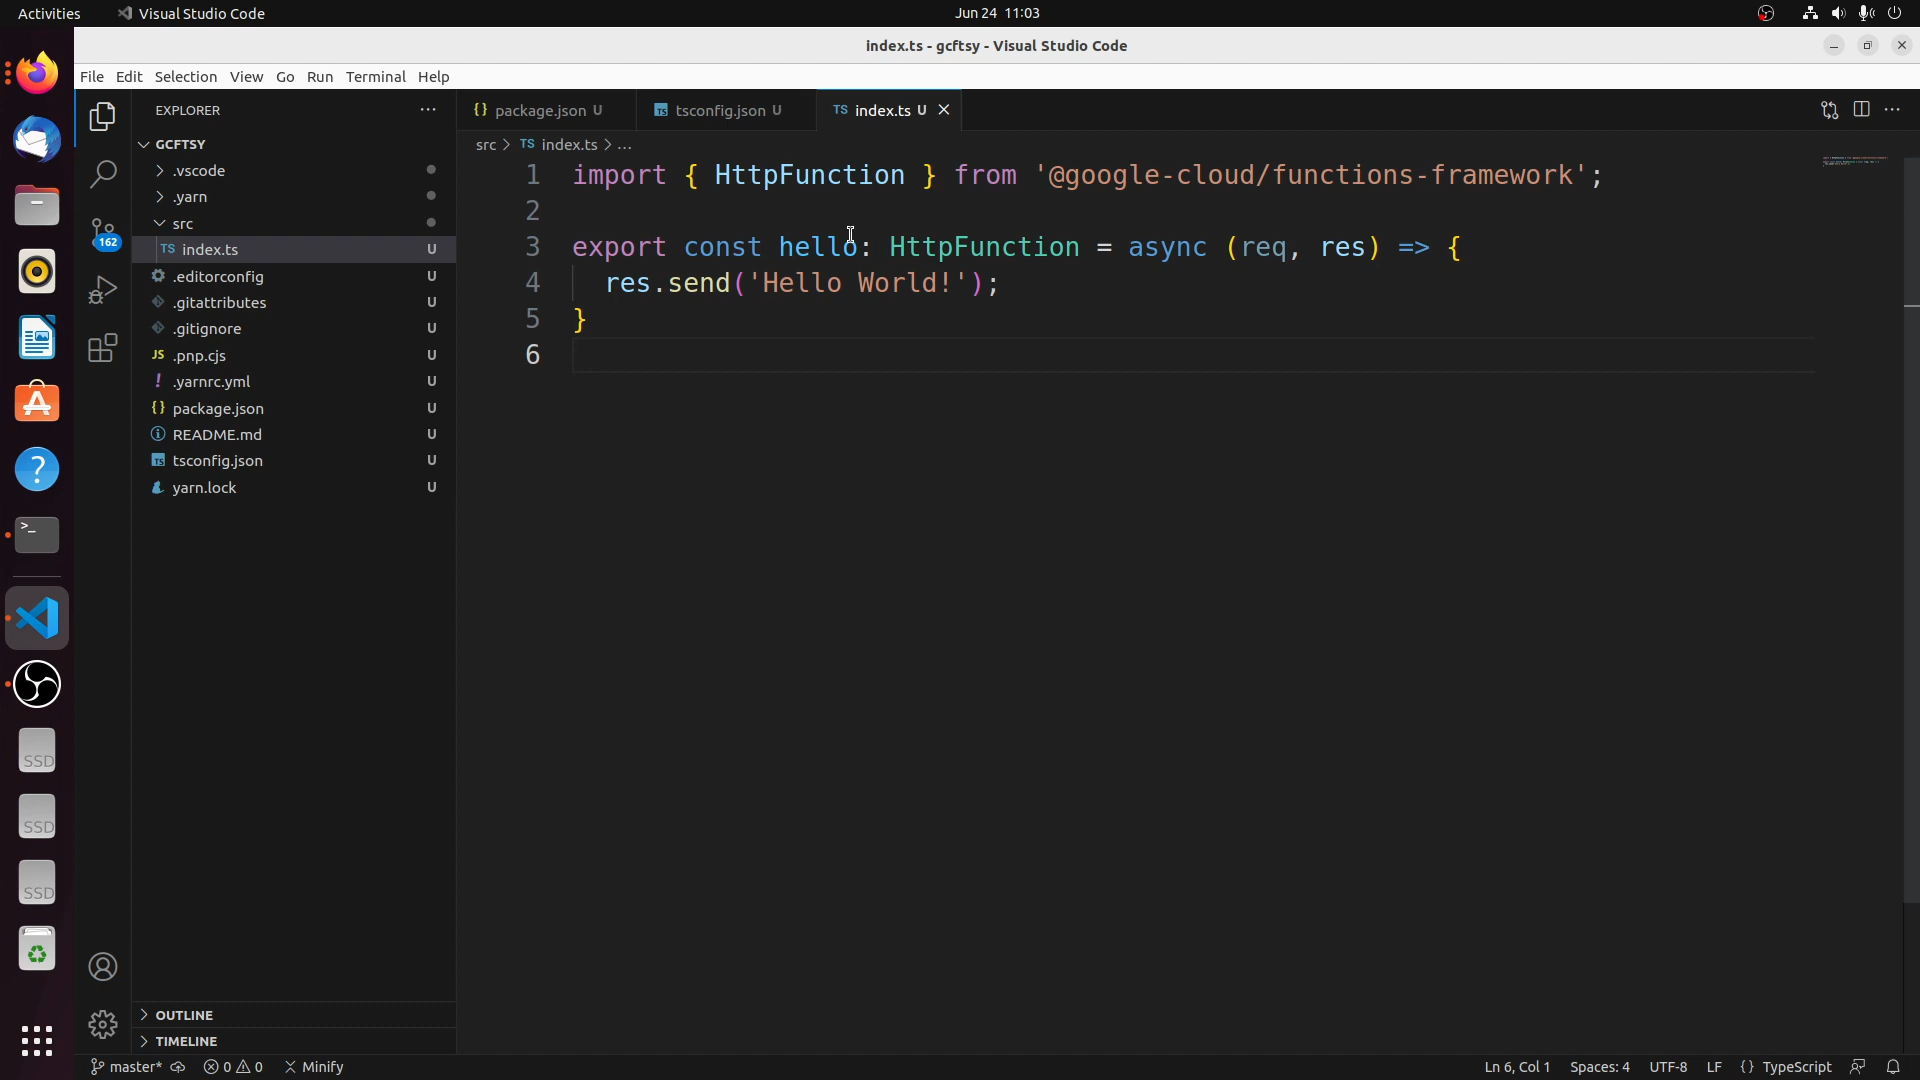 Activities
Visual Studio Code
Jun 24 11:03
index.ts - gcftsy - Visual Studio Code
File Edit Selection View Go Run Terminal Help
EXPLORER
package.json U
tsconfig.json U
TS index.ts U
GCFTSY
src > TS index.ts > ...
.vscode
.yarn
src
TS index.ts U
.editorconfig U
.gitattributes U
.gitignore U
JS .pnp.cjs U
! .yarnrc.yml U
{} package.json U
README.md U
TS tsconfig.json U
yarn.lock U
162
1 import { HttpFunction } from '@google-cloud/functions-framework';
2
3 export const hello: HttpFunction = async (req, res) => {
4 res.send('Hello World!');
5 }
6
SSD
SSD
SSD
OUTLINE
TIMELINE
master* 0 0 Minify
Ln 6, Col 1 Spaces: 4 UTF-8 LF {} TypeScript